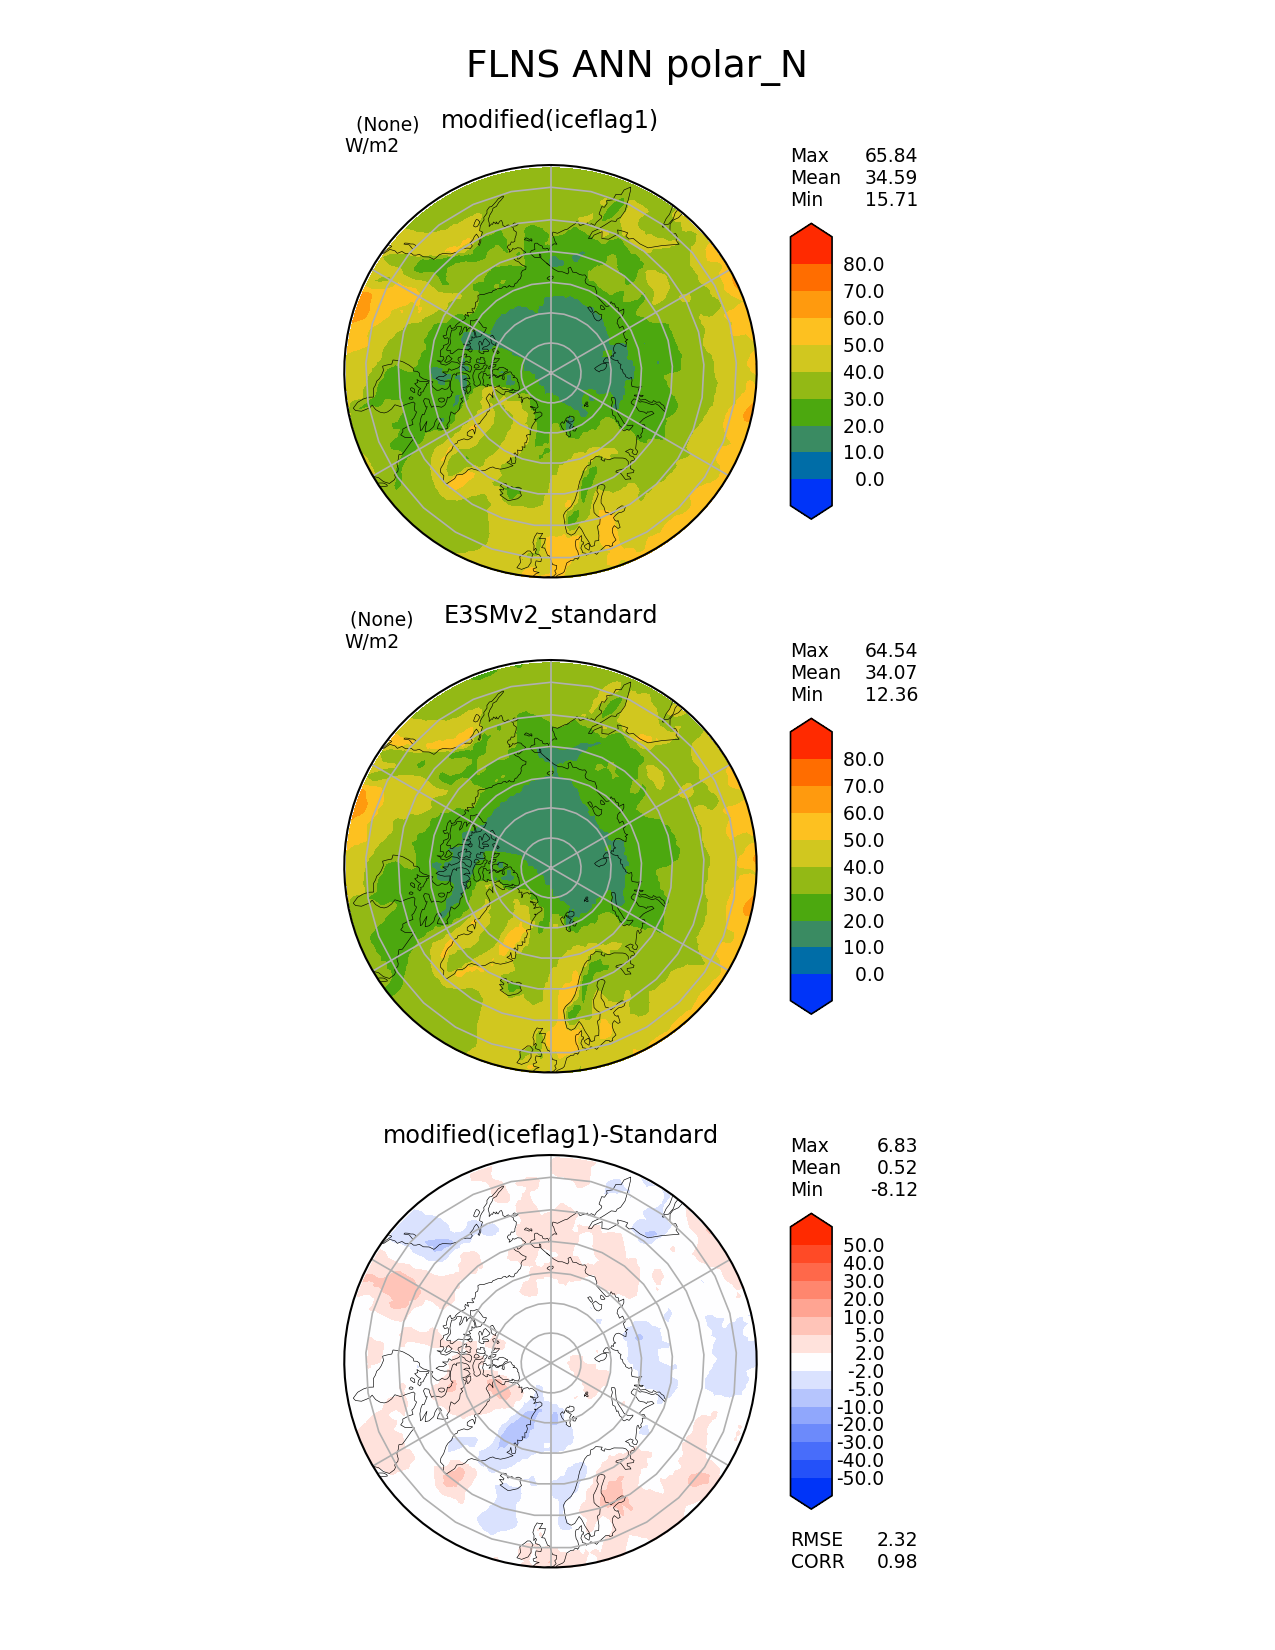 FLNS ANN polar_N
(None) modified(iceflag1)
W/m2
Max 65.84
Mean 34.59
Min 15.71
80.0
70.0
60.0
50.0
40.0
30.0
20.0
10.0
0.0
(None) E3SMv2_standard
W/m2
Max 64.54
Mean 34.07
Min 12.36
80.0
70.0
60.0
50.0
40.0
30.0
20.0
10.0
0.0
modified(iceflag1)-Standard
Max 6.83
Mean 0.52
Min -8.12
50.0
40.0
30.0
20.0
10.0
5.0
2.0
-2.0
-5.0
-10.0
-20.0
-30.0
-40.0
-50.0
RMSE 2.32
CORR 0.98